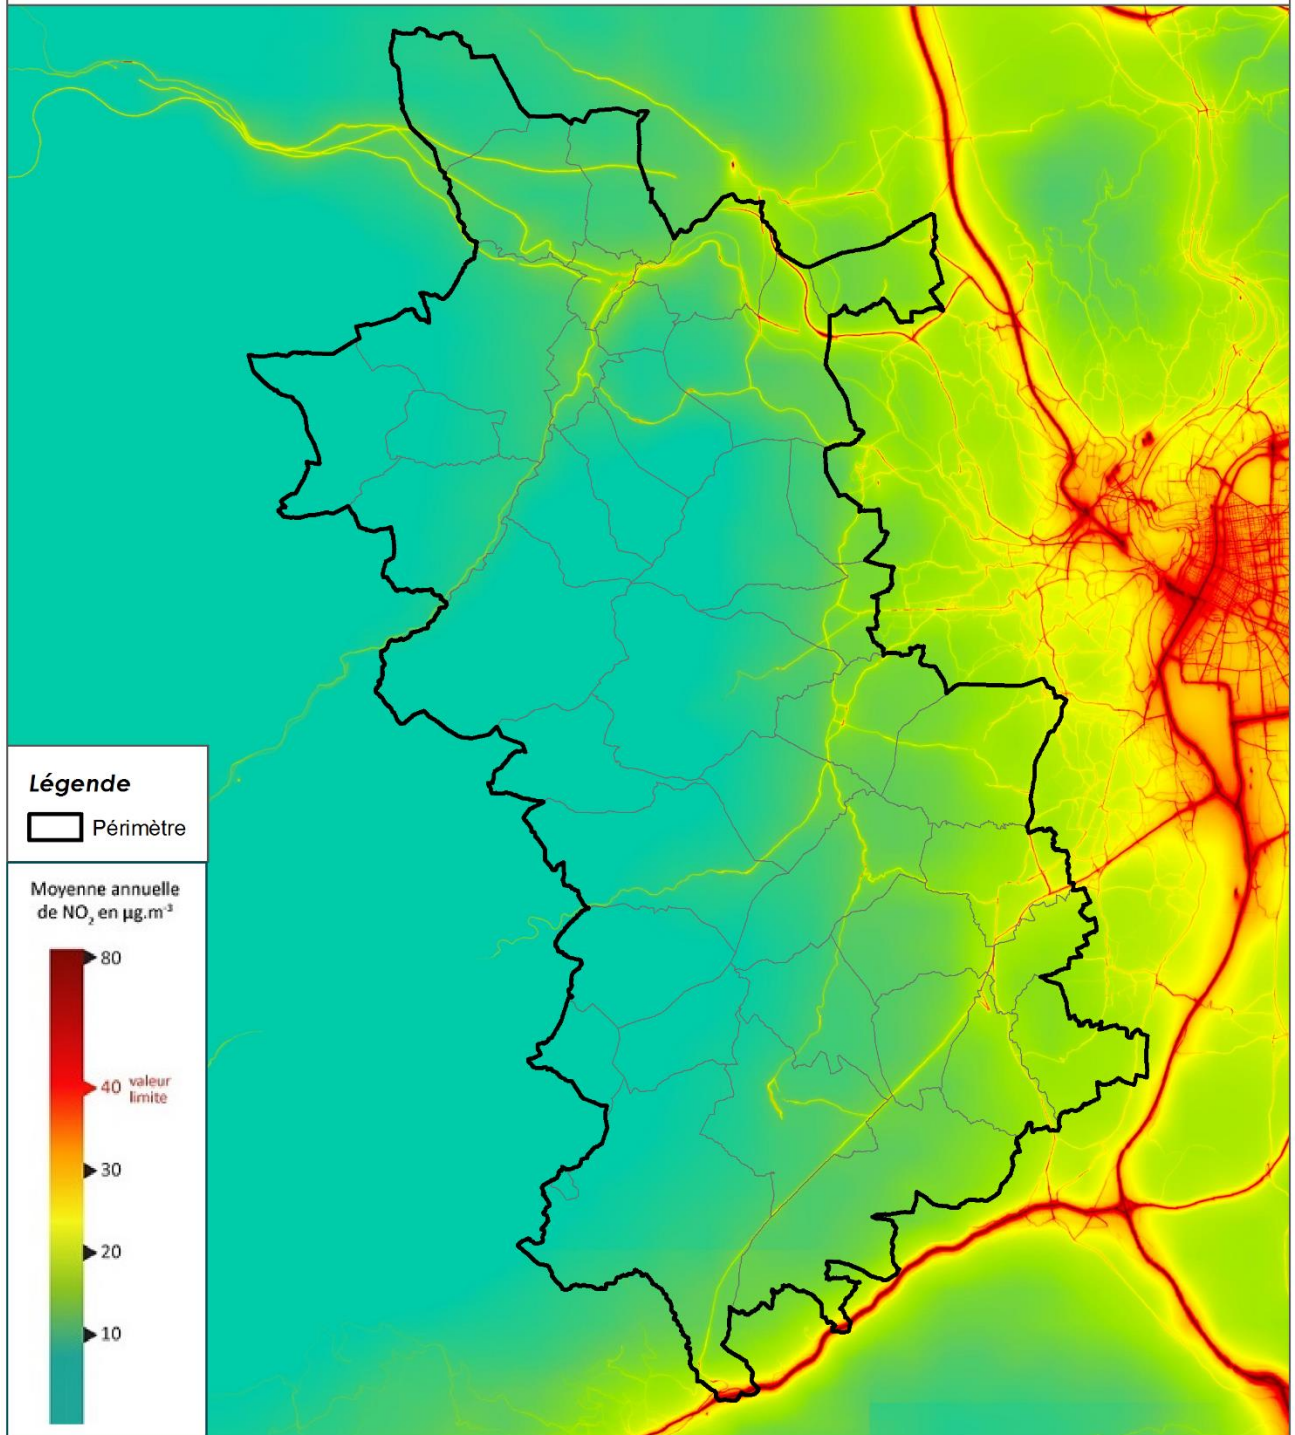 Légende
Périmètre
Moyenne annuelle
de NO₂ en µg.m⁻³
80
40 valeur
limite
30
20
10